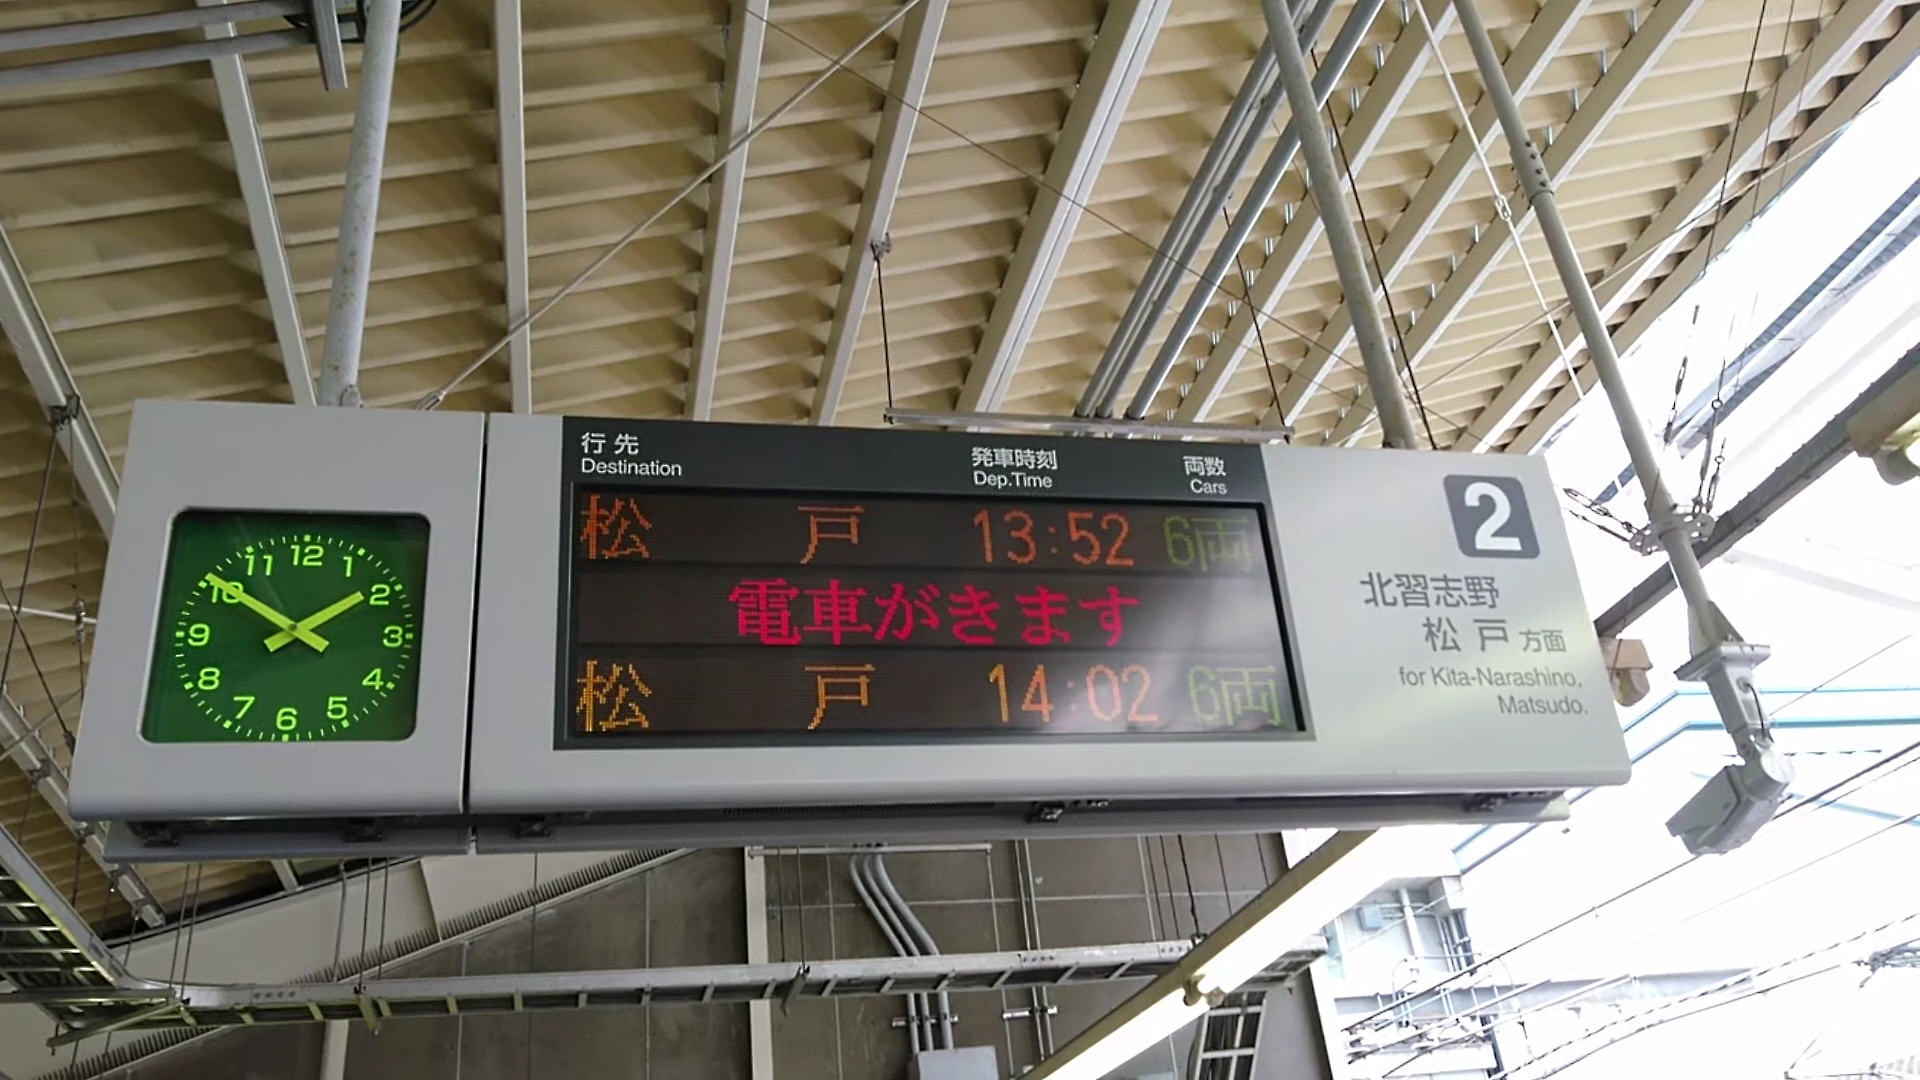 行先 発車時刻 両数
Destination Dep.Time Cars
松 戸 13:52 6両
電車がきます
松 戸 14:02 6両
2
北習志野
松戸方面
for Kita-Narashino,
Matsudo.
12
1
2
3
4
5
6
7
8
9
10
11